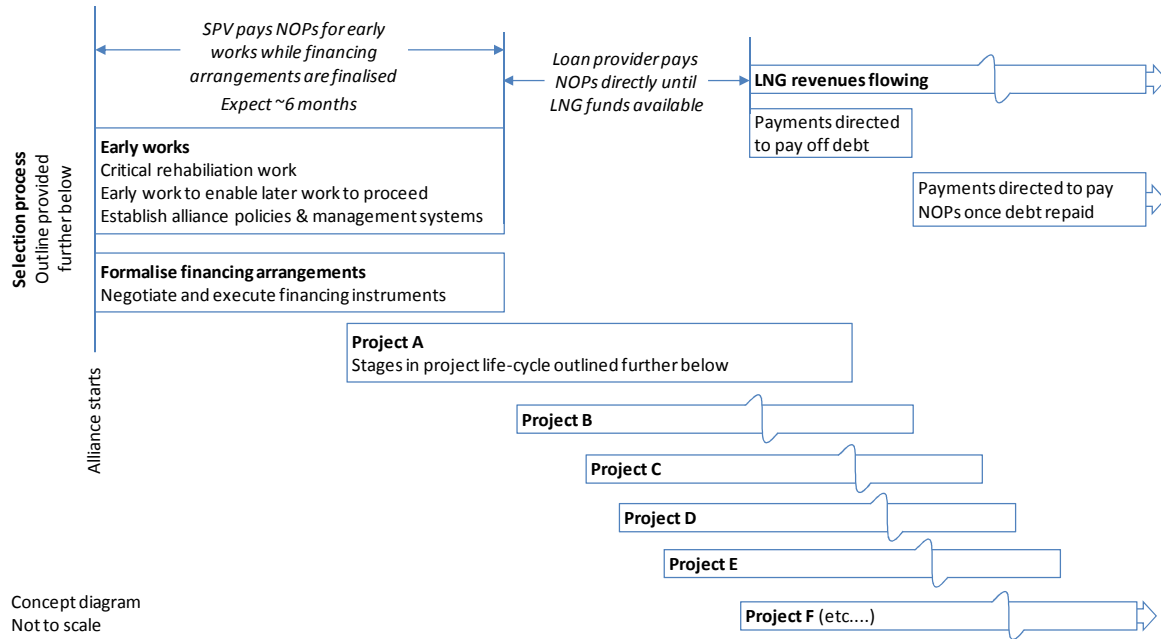 SPV pays NOPs for early
works while financing
arrangements are finalised
Expect ~6 months
Loan provider pays
NOPs directly until
LNG funds available
LNG revenues flowing
Payments directed
to pay off debt
Payments directed to pay
NOPs once debt repaid
Selection process
Outline provided
further below
Early works
Critical rehabiliation work
Early work to enable later work to proceed
Establish alliance policies & management systems
Formalise financing arrangements
Negotiate and execute financing instruments
Project A
Stages in project life-cycle outlined further below
Alliance starts
Project B
Project C
Project D
Project E
Project F (etc....)
Concept diagram
Not to scale